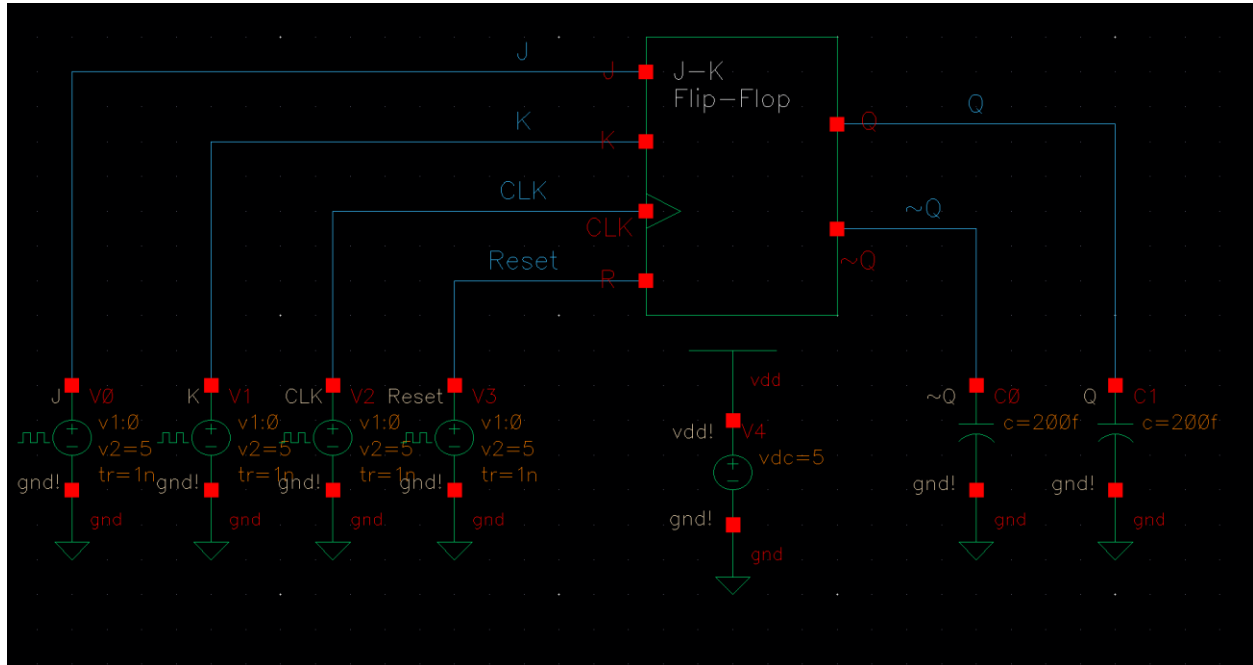 J
J
J-K
Flip-Flop
K
K
Q
Q
CLK
CLK
~Q
~Q
Reset
R
J
V0
v1:0
v2=5
tr=1n
gnd!
gnd
K
V1
v1:0
v2=5
tr=1n
gnd!
gnd
CLK
V2
v1:0
v2=5
tr=1n
gnd!
gnd
Reset
V3
v1:0
v2=5
tr=1n
gnd!
gnd
vdd
vdd!
V4
vdc=5
gnd!
gnd
~Q
C0
c=200f
gnd!
gnd
Q
C1
c=200f
gnd!
gnd